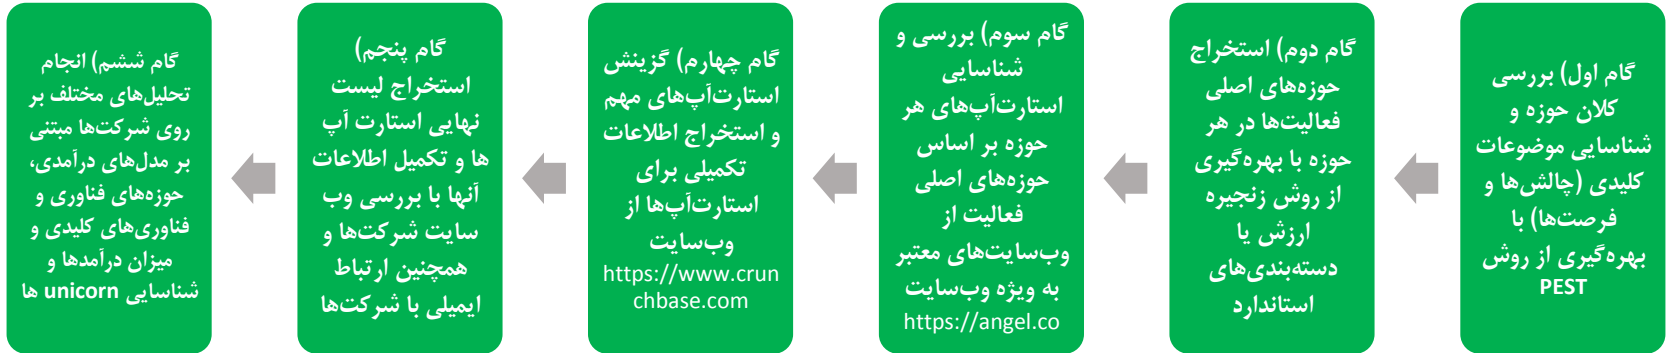 گام اول) بررسی
کلان حوزه و
شناسایی موضوعات
کلیدی (چالش‌ها و
فرصت‌ها) با
بهره‌گیری از روش
PEST
گام دوم) استخراج
حوزه‌های اصلی
فعالیت‌ها در هر
حوزه با بهره‌گیری
از روش زنجیره
ارزش یا
دسته‌بندی‌های
استاندارد
گام سوم) بررسی و
شناسایی
استارت‌آپ‌های هر
حوزه بر اساس
حوزه‌های اصلی
فعالیت از
وب‌سایت‌های معتبر
به ویژه وب‌سایت
https://angel.co
گام چهارم) گزینش
استارت‌آپ‌های مهم
و استخراج اطلاعات
تکمیلی برای
استارت‌آپ‌ها از
وب‌سایت
https://www.crun
chbase.com
گام پنجم)
استخراج لیست
نهایی استارت آپ
ها و تکمیل اطلاعات
آنها با بررسی وب
سایت شرکت‌ها و
همچنین ارتباط
ایمیلی با شرکت‌ها
گام ششم) انجام
تحلیل‌های مختلف بر
روی شرکت‌ها مبتنی
بر مدل‌های درآمدی،
حوزه‌های فناوری و
فناوری‌های کلیدی و
میزان درآمدها و
شناسایی unicorn ها